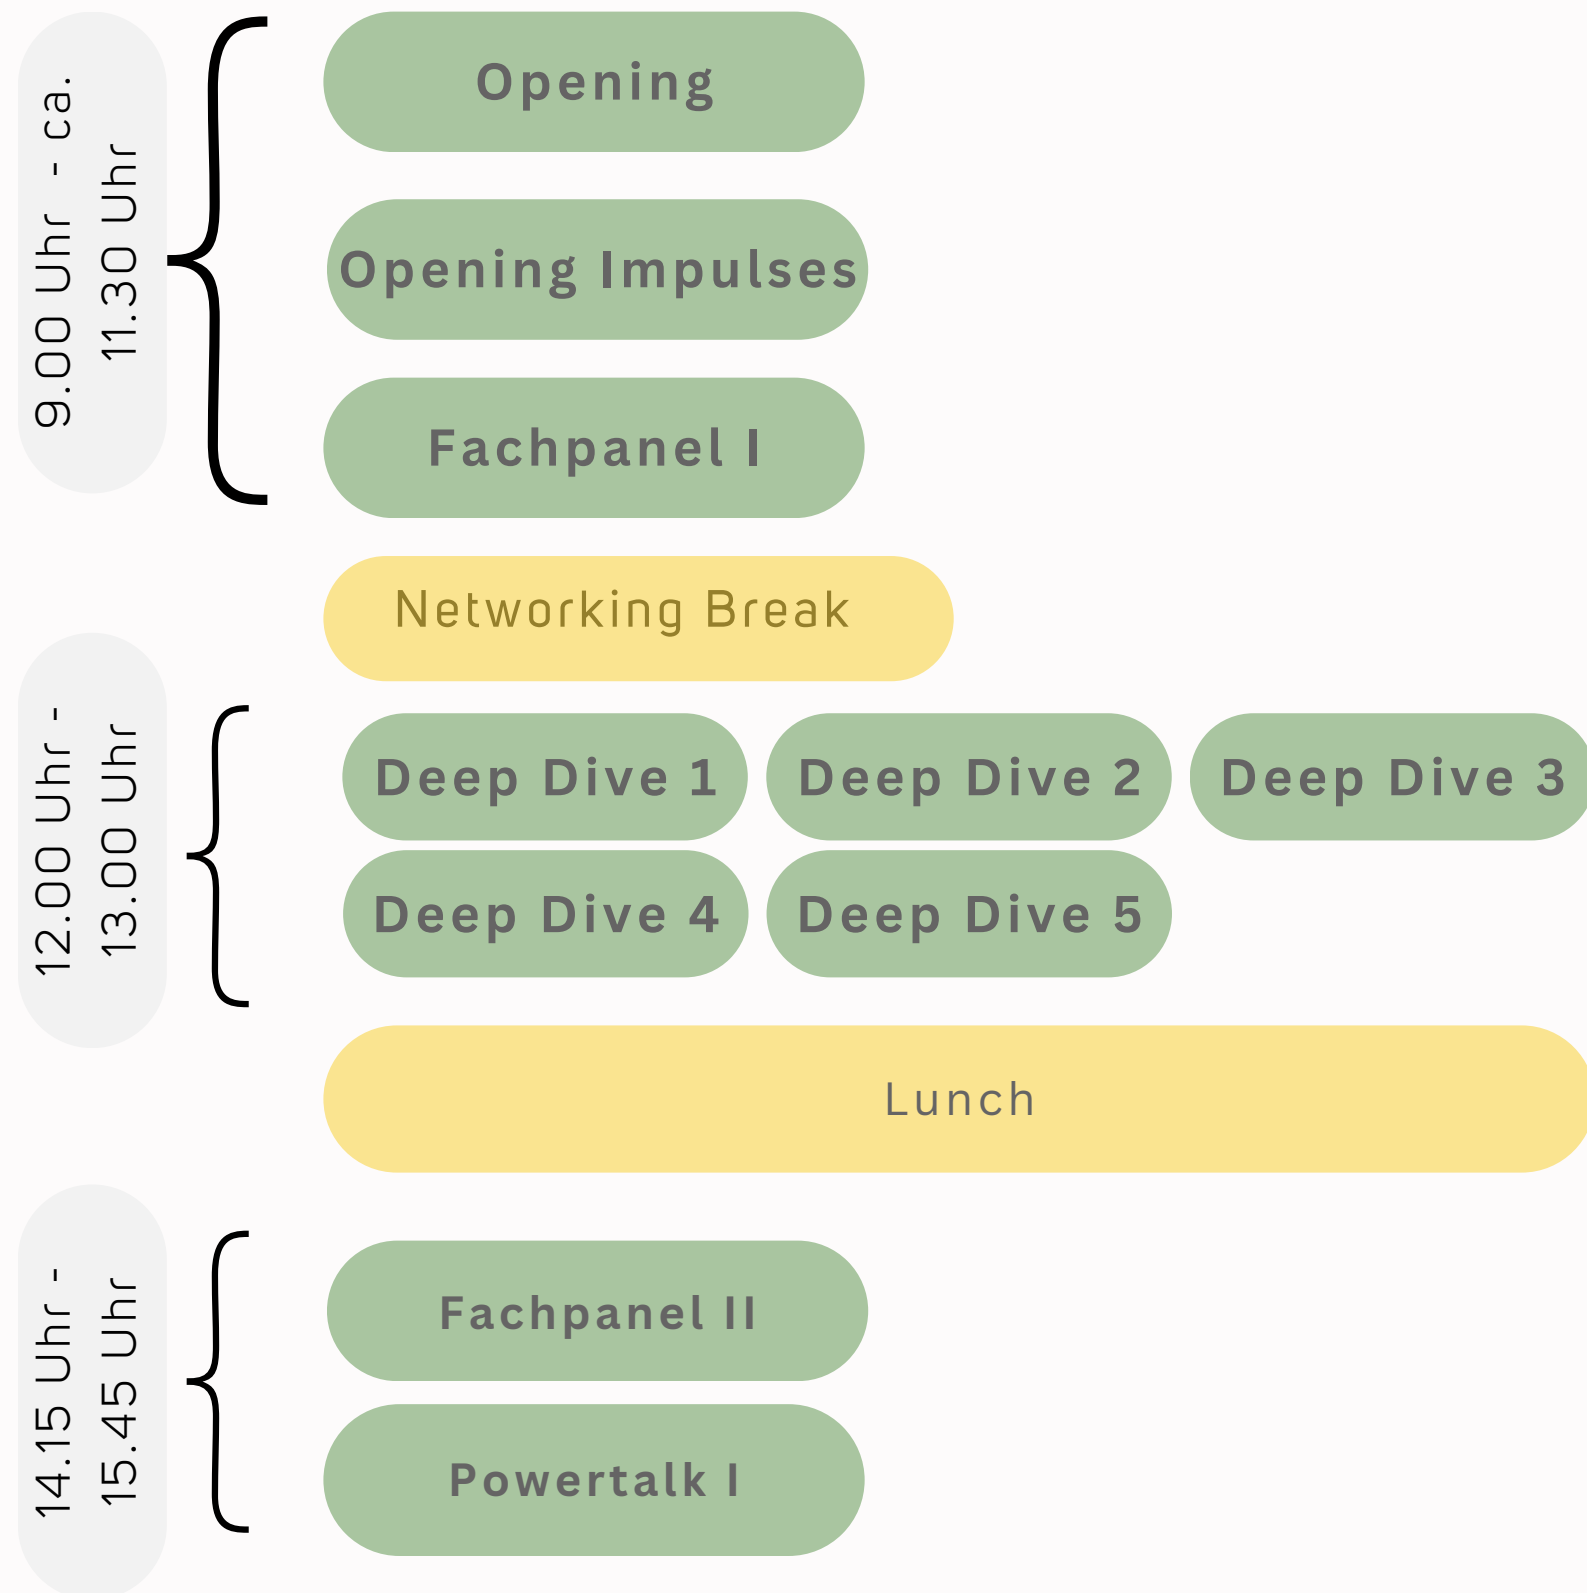 9.00 Uhr - ca.
11.30 Uhr
Opening
Opening Impulses
Fachpanel I
Networking Break
12.00 Uhr -
13.00 Uhr
Deep Dive 1
Deep Dive 2
Deep Dive 3
Deep Dive 4
Deep Dive 5
Lunch
14.15 Uhr -
15.45 Uhr
Fachpanel II
Powertalk I